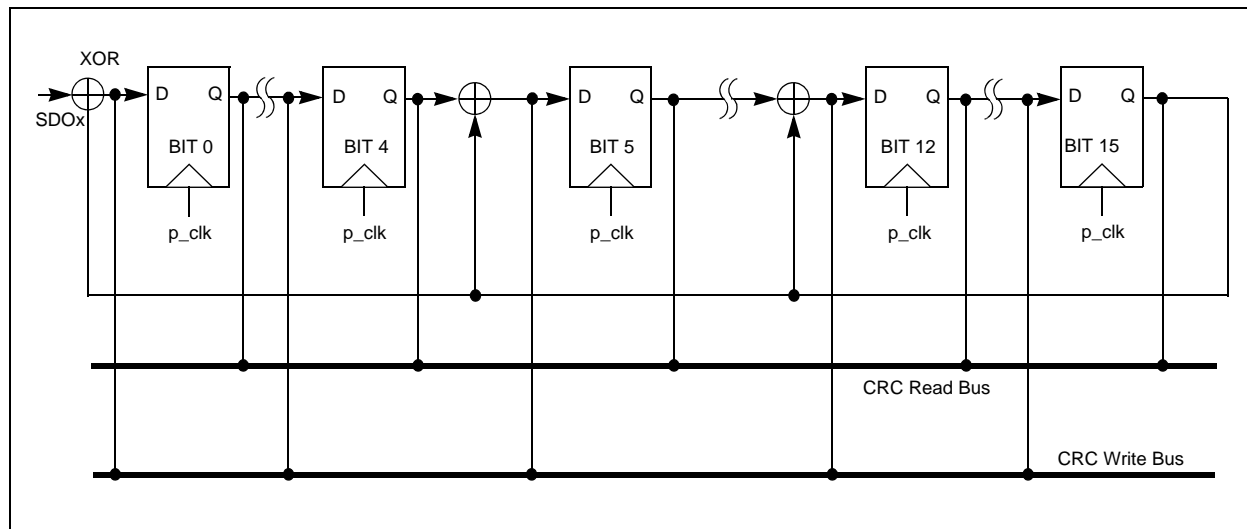 XOR
D Q D Q D Q D Q D Q
SDOx
BIT 0 BIT 4 BIT 5 BIT 12 BIT 15
p_clk p_clk p_clk p_clk p_clk
CRC Read Bus
CRC Write Bus